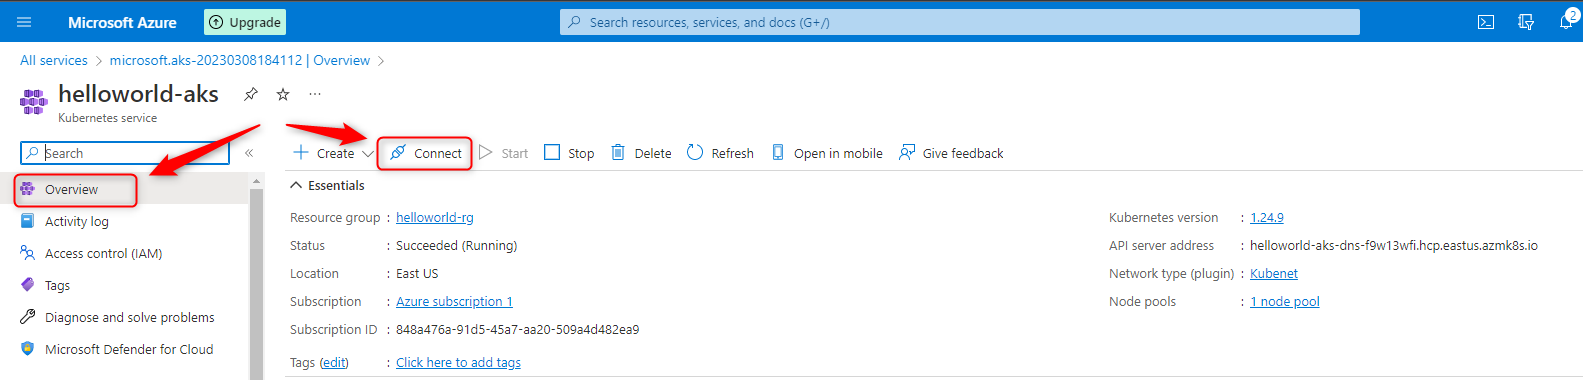 Microsoft Azure Upgrade Search resources, services, and docs (G+/) 2
All services > microsoft.aks-20230308184112 | Overview >
helloworld-aks ...
Kubernetes service
Search «
Create Connect Start Stop Delete Refresh Open in mobile Give feedback
Overview
Activity log
Access control (IAM)
Tags
Diagnose and solve problems
Microsoft Defender for Cloud
Essentials
Resource group : helloworld-rg
Status : Succeeded (Running)
Location : East US
Subscription : Azure subscription 1
Subscription ID : 848a476a-91d5-45a7-aa20-509a4d482ea9
Tags (edit) : Click here to add tags
Kubernetes version : 1.24.9
API server address : helloworld-aks-dns-f9w13wfi.hcp.eastus.azmk8s.io
Network type (plugin) : Kubenet
Node pools : 1 node pool